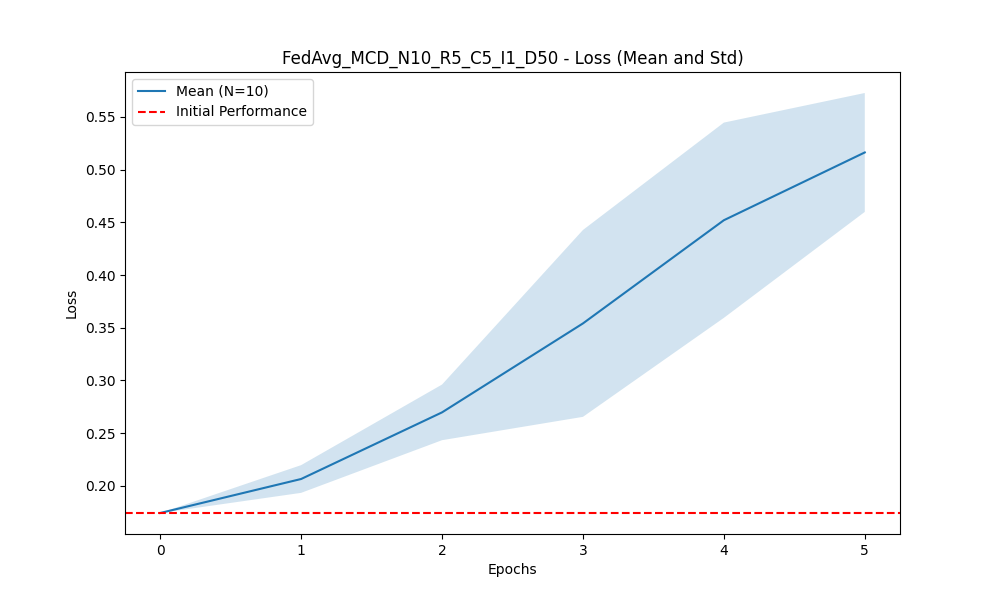 FedAvg_MCD_N10_R5_C5_I1_D50 - Loss (Mean and Std)
Mean (N=10)
Initial Performance
Loss
0.55
0.50
0.45
0.40
0.35
0.30
0.25
0.20
0 1 2 3 4 5
Epochs